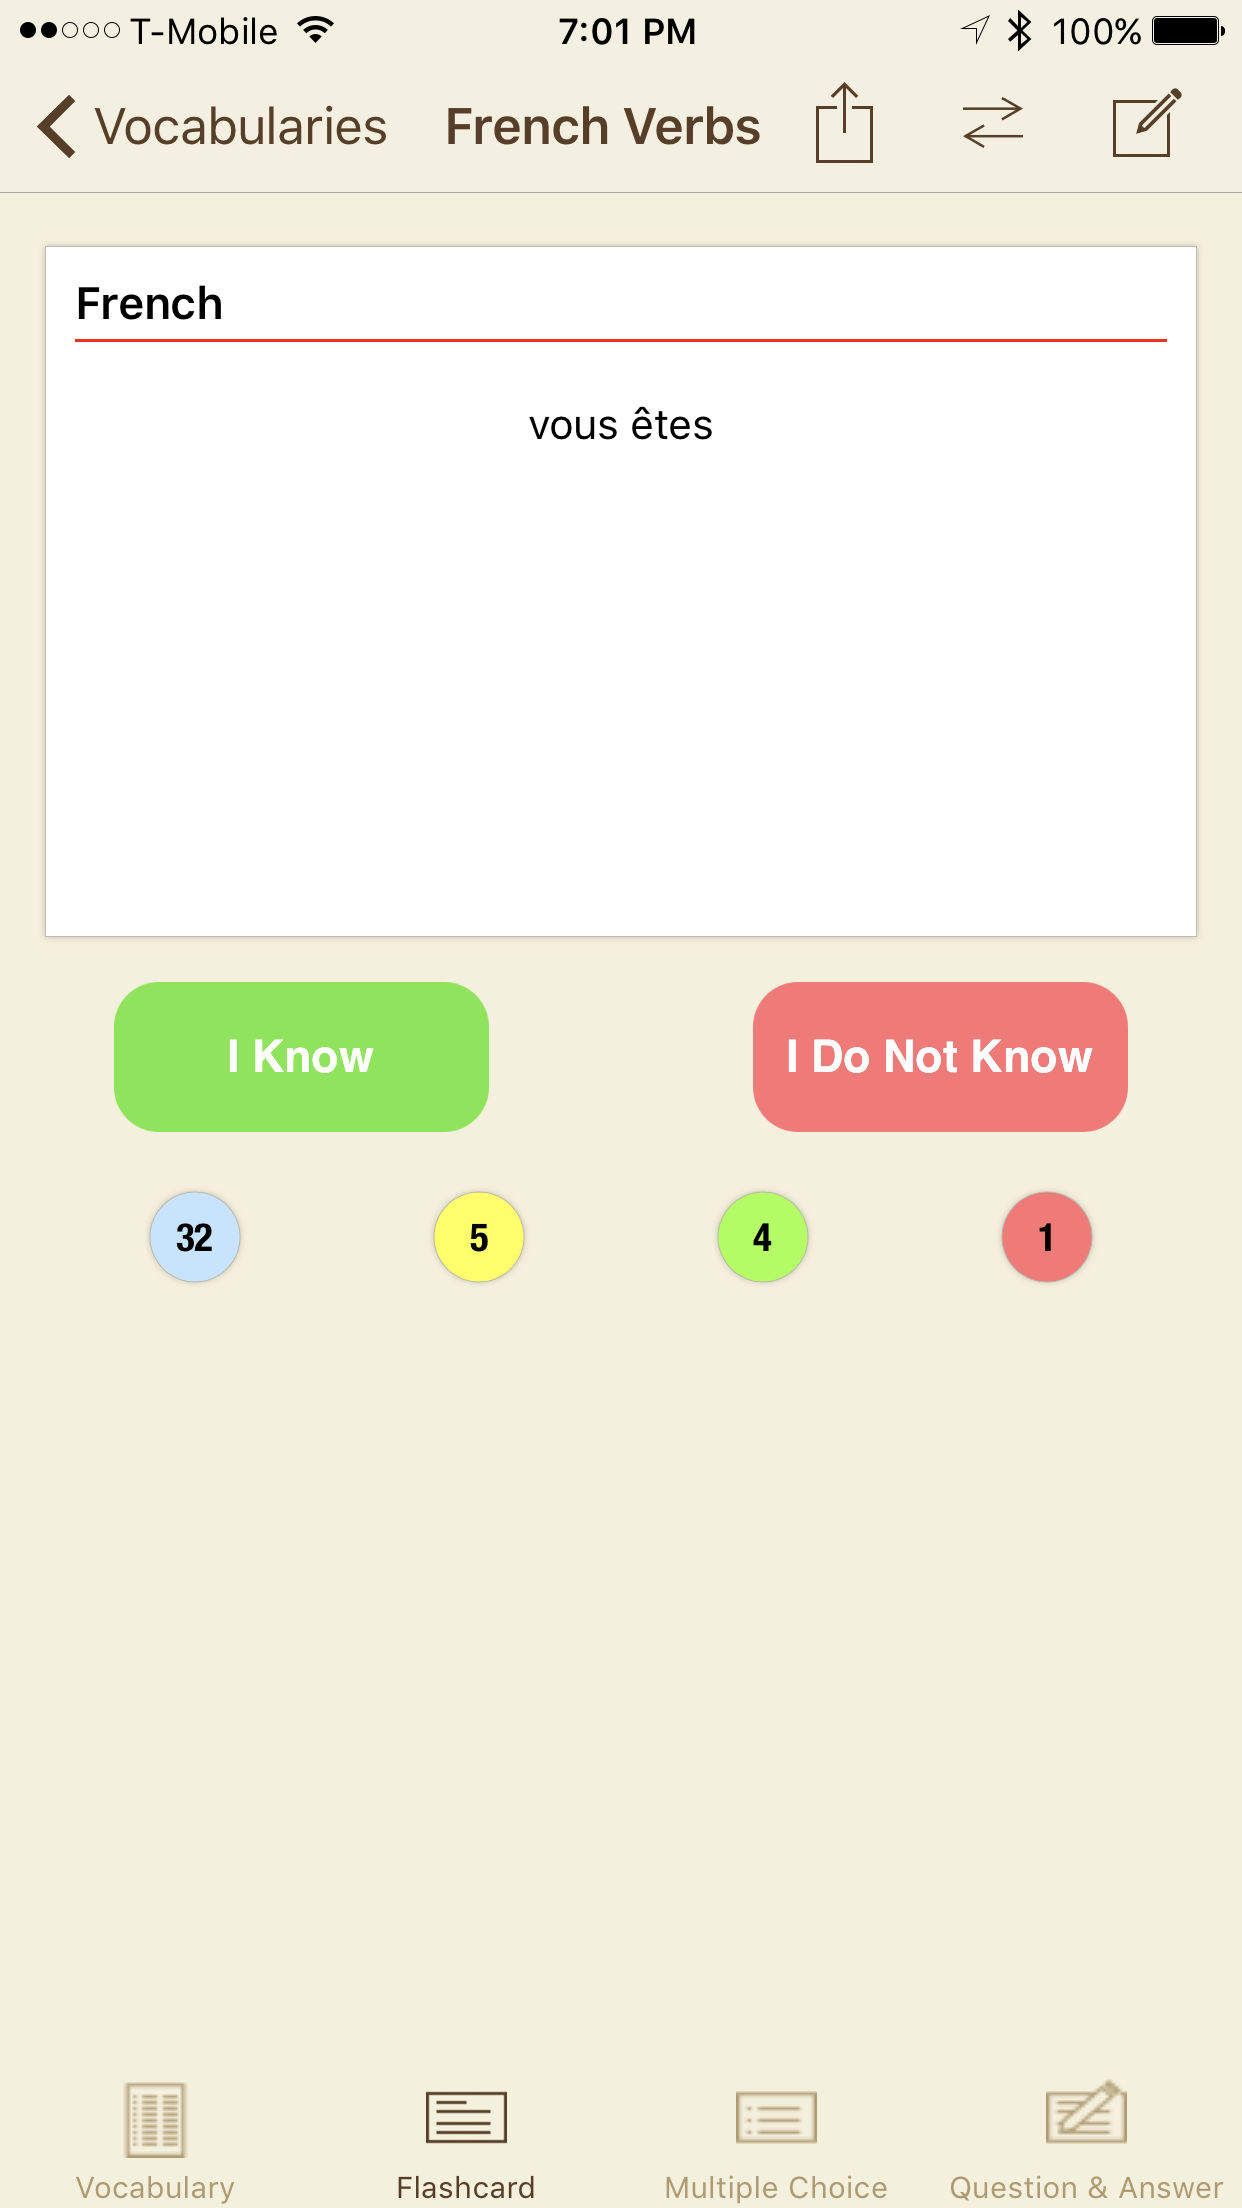 T-Mobile 7:01 PM 100%
Vocabularies French Verbs
French
vous êtes
I Know I Do Not Know
32 5 4 1
Vocabulary Flashcard Multiple Choice Question & Answer